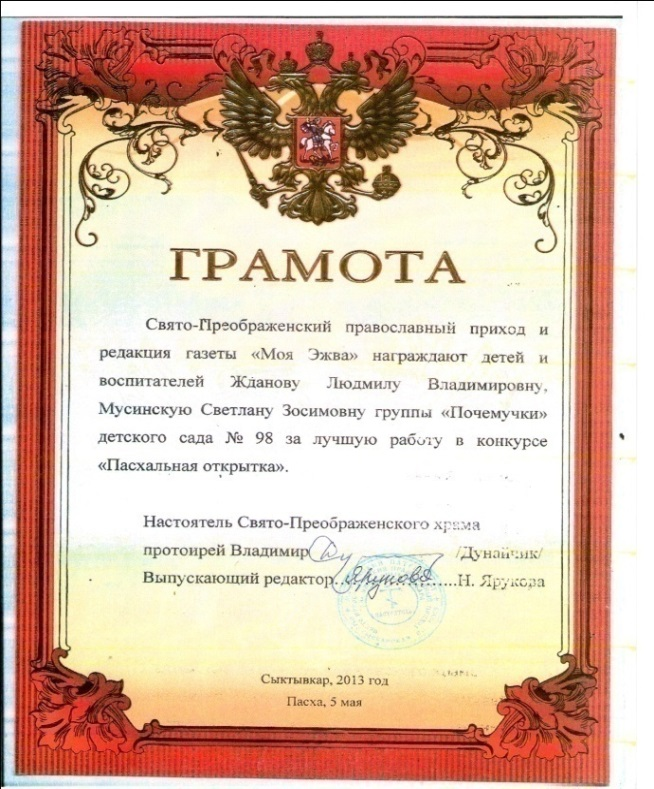 ГРАМОТА
Свято-Преображенский православный приход и
редакция газеты «Моя Эжва» награждают детей и
воспитателей Жданову Людмилу Владимировну,
Мусинскую Светлану Зосимовну группы «Почемучки»
детского сада № 98 за лучшую работу в конкурсе
«Пасхальная открытка».
Настоятель Свято-Преображенского храма
протоирей Владимир /Дунайчик/
Выпускающий редактор Н. Ярукова
Сыктывкар, 2013 год
Пасха, 5 мая